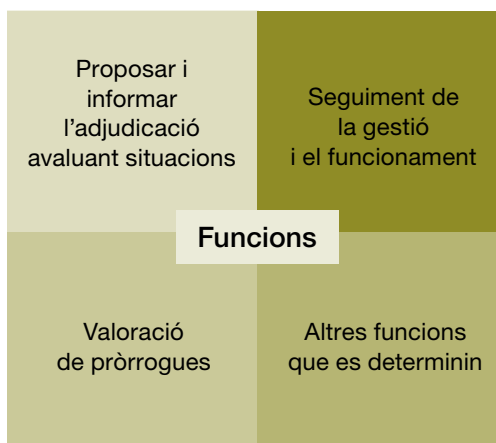 Proposar i
informar
l’adjudicació
avaluant situacions
Seguiment de
la gestió
i el funcionament
Funcions
Valoració
de pròrrogues
Altres funcions
que es determinin